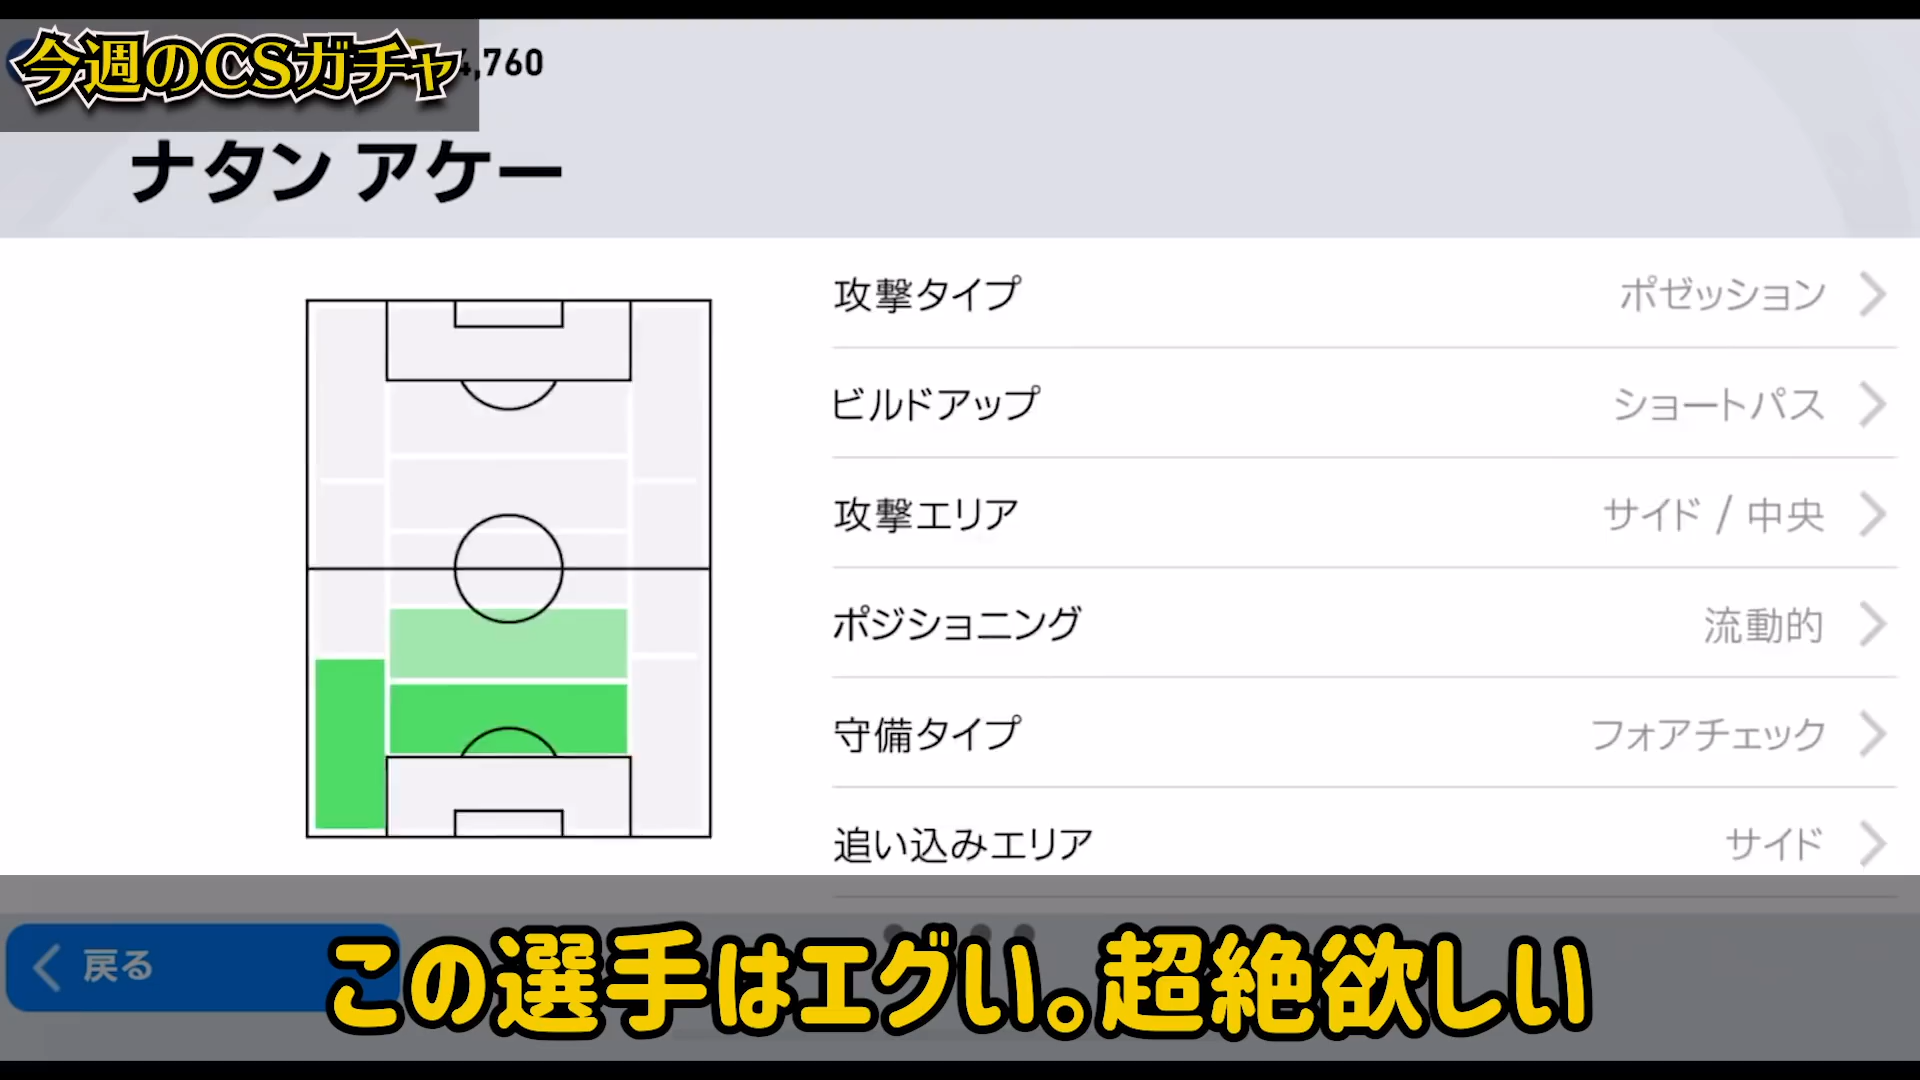 今週のCSガチャ
4,760
ナタン アケー
攻撃タイプ ポゼッション
ビルドアップ ショートパス
攻撃エリア サイド / 中央
ポジショニング 流動的
守備タイプ フォアチェック
追い込みエリア サイド
戻る
この選手はエグい。超絶欲しい